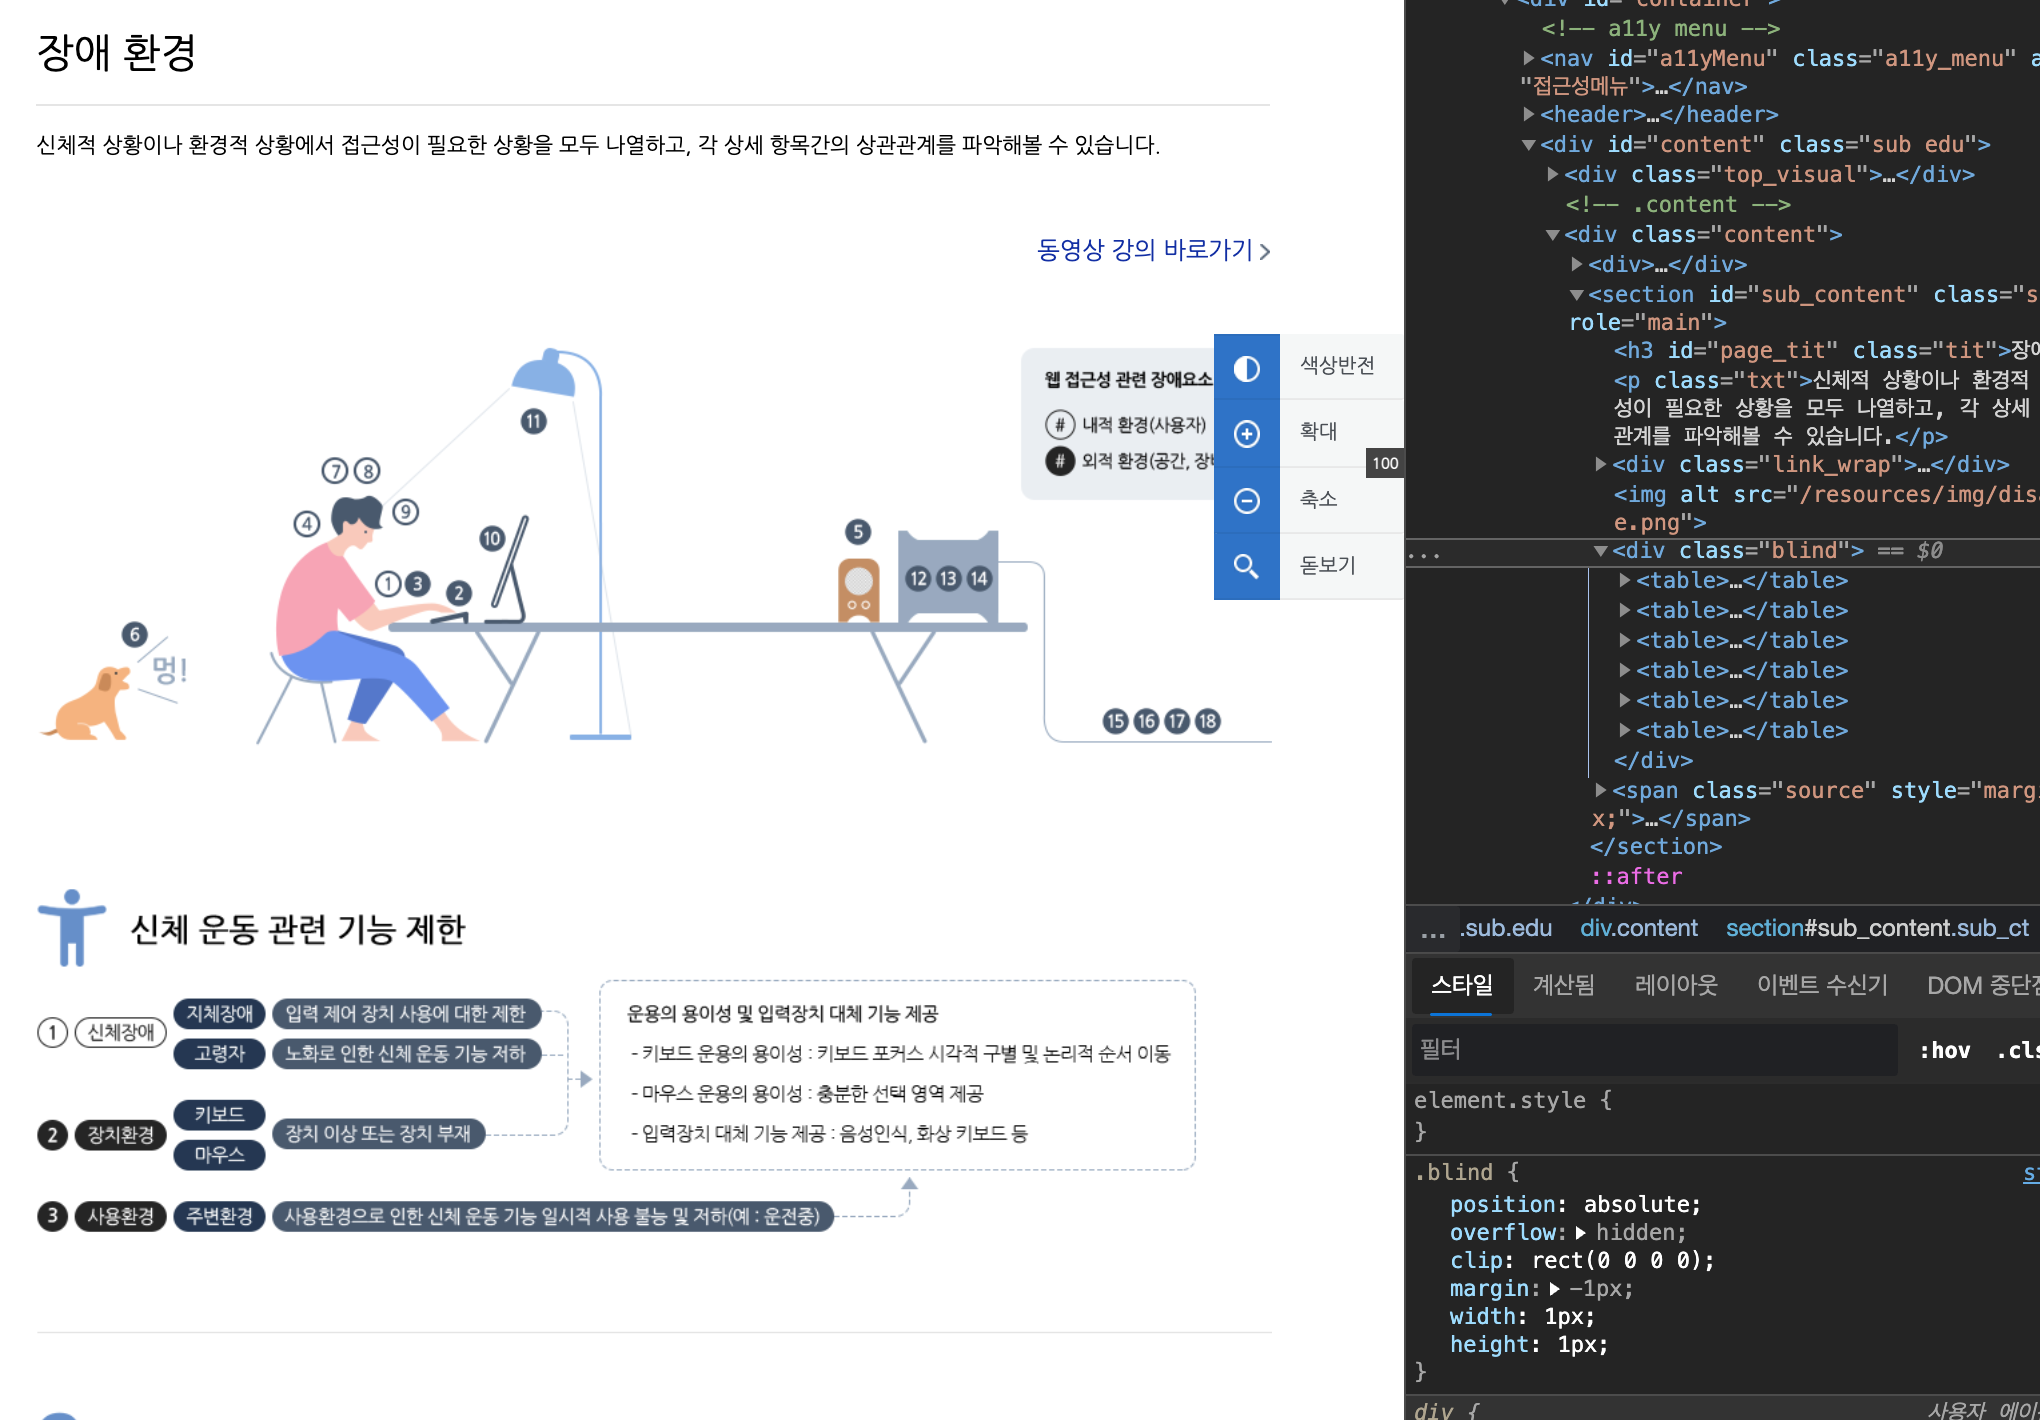 장애 환경
신체적 상황이나 환경적 상황에서 접근성이 필요한 상황을 모두 나열하고, 각 상세 항목간의 상관관계를 파악해볼 수 있습니다.
동영상 강의 바로가기
웹 접근성 관련 장애요소
# 내적 환경(사용자)
# 외적 환경(공간, 장
색상반전
확대
100
축소
돋보기
11
7 8
4 9
10
5
12 13 14
1 3 2
6
멍!
15 16 17 18
신체 운동 관련 기능 제한
1 신체장애
지체장애 입력 제어 장치 사용에 대한 제한
고령자 노화로 인한 신체 운동 기능 저하
2 장치환경
키보드
마우스
장치 이상 또는 장치 부재
운용의 용이성 및 입력장치 대체 기능 제공
- 키보드 운용의 용이성 : 키보드 포커스 시각적 구별 및 논리적 순서 이동
- 마우스 운용의 용이성 : 충분한 선택 영역 제공
- 입력장치 대체 기능 제공 : 음성인식, 화상 키보드 등
3 사용환경 주변환경 사용환경으로 인한 신체 운동 기능 일시적 사용 불능 및 저하(예 : 운전중)
<div id="container">
<!-- a11y menu -->
<nav id="a11yMenu" class="a11y_menu" a
"접근성메뉴">…</nav>
<header>…</header>
<div id="content" class="sub edu">
<div class="top_visual">…</div>
<!-- .content -->
<div class="content">
<div>…</div>
<section id="sub_content" class="s
role="main">
<h3 id="page_tit" class="tit">장애
<p class="txt">신체적 상황이나 환경적
성이 필요한 상황을 모두 나열하고, 각 상세
관계를 파악해볼 수 있습니다.</p>
<div class="link_wrap">…</div>
<img alt src="/resources/img/dis
e.png">
... <div class="blind"> == $0
<table>…</table>
<table>…</table>
<table>…</table>
<table>…</table>
<table>…</table>
<table>…</table>
</div>
<span class="source" style="marg
x;">…</span>
</section>
::after
</div>
... .sub.edu div.content section#sub_content.sub_ct
스타일 계산됨 레이아웃 이벤트 수신기 DOM 중단점
필터 :hov .cls
element.style {
}
.blind { st
position: absolute;
overflow: hidden;
clip: rect(0 0 0 0);
margin: -1px;
width: 1px;
height: 1px;
}
div { 사용자 에이